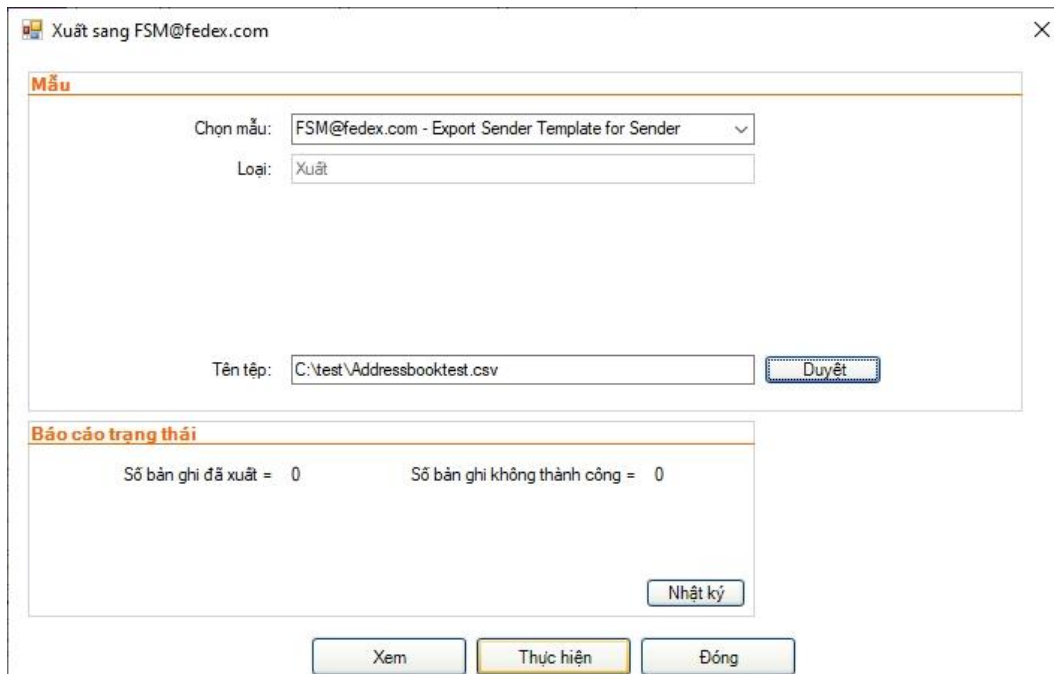 Xuất sang FSM@fedex.com
Mẫu
Chọn mẫu: FSM@fedex.com - Export Sender Template for Sender
Loại: Xuất
Tên tệp: C:\test\Addressbooktest.csv Duyệt
Báo cáo trạng thái
Số bản ghi đã xuất = 0 Số bản ghi không thành công = 0
Nhật ký
Xem Thực hiện Đóng